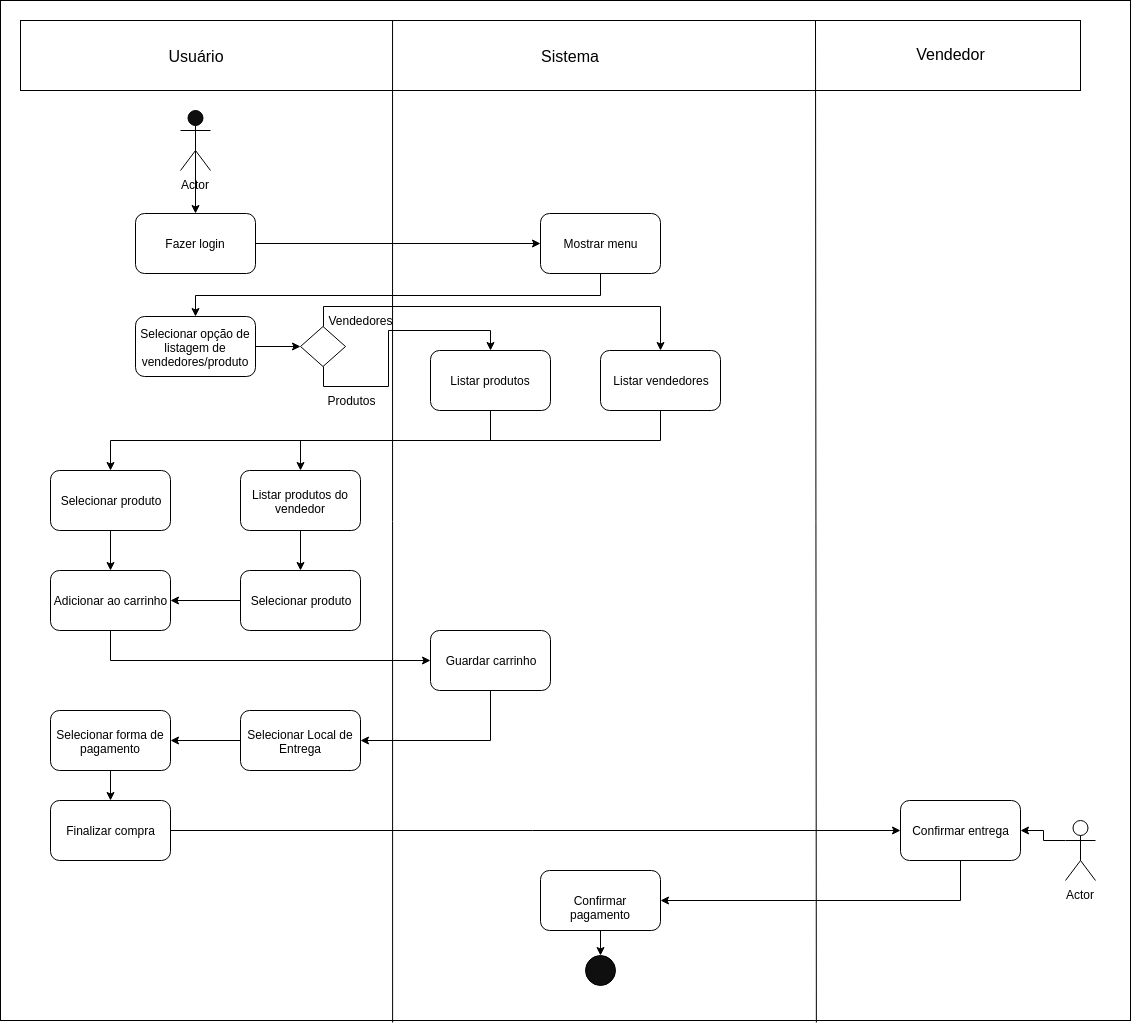 Usuário
Sistema
Vendedor
Actor
Fazer login
Mostrar menu
Selecionar opção de
listagem de
vendedores/produto
Vendedores
Produtos
Listar produtos
Listar vendedores
Selecionar produto
Listar produtos do
vendedor
Adicionar ao carrinho
Selecionar produto
Guardar carrinho
Selecionar forma de
pagamento
Selecionar Local de
Entrega
Finalizar compra
Confirmar entrega
Actor
Confirmar
pagamento